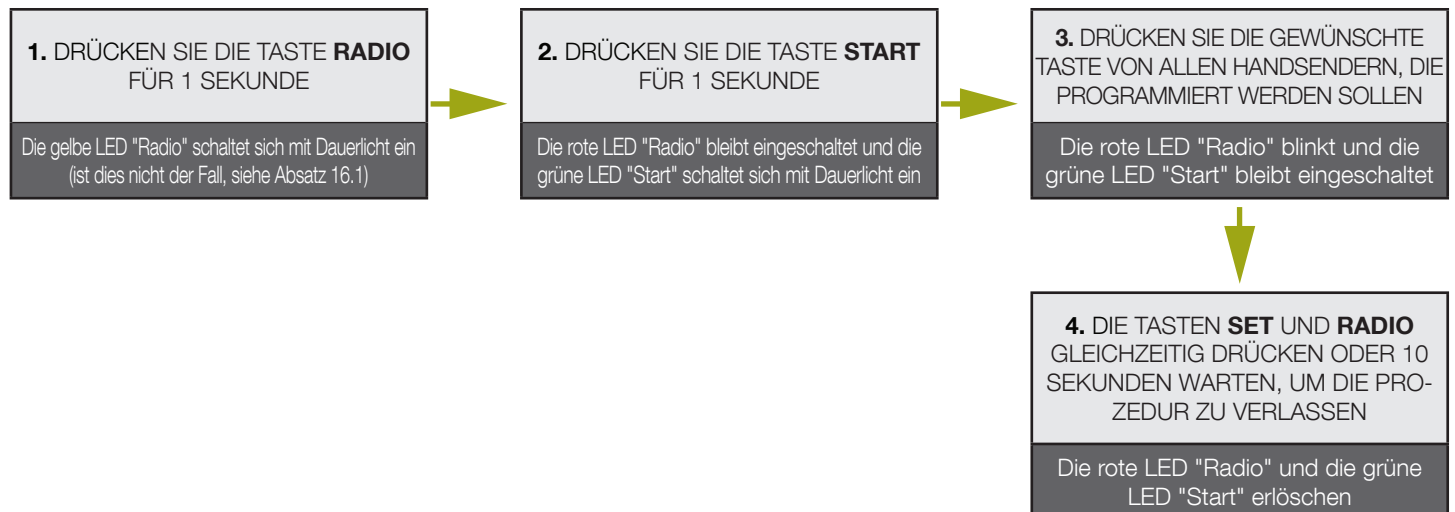 1. DRÜCKEN SIE DIE TASTE RADIO
FÜR 1 SEKUNDE
Die gelbe LED "Radio" schaltet sich mit Dauerlicht ein
(ist dies nicht der Fall, siehe Absatz 16.1)
2. DRÜCKEN SIE DIE TASTE START
FÜR 1 SEKUNDE
Die rote LED "Radio" bleibt eingeschaltet und die
grüne LED "Start" schaltet sich mit Dauerlicht ein
3. DRÜCKEN SIE DIE GEWÜNSCHTE
TASTE VON ALLEN HANDSENDERN, DIE
PROGRAMMIERT WERDEN SOLLEN
Die rote LED "Radio" blinkt und die
grüne LED "Start" bleibt eingeschaltet
4. DIE TASTEN SET UND RADIO
GLEICHZEITIG DRÜCKEN ODER 10
SEKUNDEN WARTEN, UM DIE PRO-
ZEDUR ZU VERLASSEN
Die rote LED "Radio" und die grüne
LED "Start" erlöschen